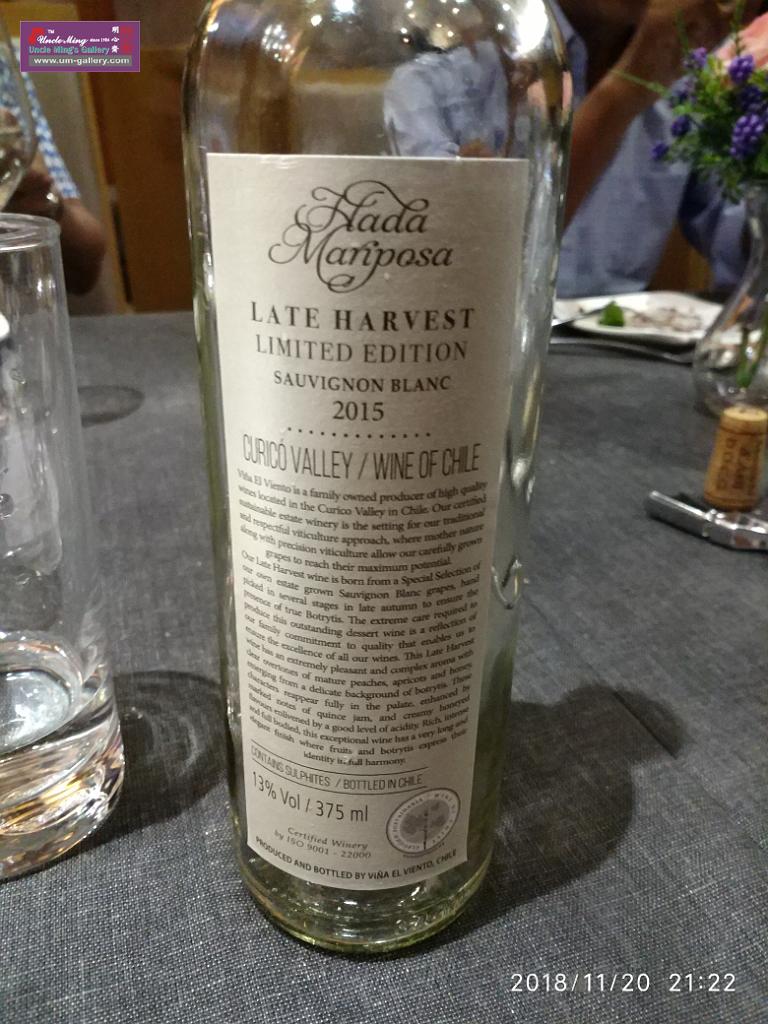 The
Uncle Ming since 1984
Uncle Ming's Gallery
www.um-gallery.com
Hada
Mariposa
LATE HARVEST
LIMITED EDITION
SAUVIGNON BLANC
2015
CURICÓ VALLEY / WINE OF CHILE
Viña El Viento is a family owned producer of high quality
wines located in the Curico Valley in Chile. Our certified
sustainable estate winery is the setting for our traditional
and respectful viticulture approach, where mother nature
along with precision viticulture allow our carefully grown
grapes to reach their maximum potential.
Our Late Harvest wine is born from a Special Selection of
our own estate grown Sauvignon Blanc grapes, hand
picked in several stages in late autumn to ensure the
presence of true Botrytis. The extreme care required to
produce this outstanding dessert wine is a reflection of
our family commitment to quality that enables us to
ensure the excellence of all our wines. This Late Harvest
wine has an extremely pleasant and complex aroma with
clear overtones of mature peaches, apricots and honey,
emerging from a delicate background of botrytis. These
characters reappear fully in the palate, enhanced by
marked notes of quince jam, and creamy honeyed
flavours enlivened by a good level of acidity. Rich, intense
and full bodied, this exceptional wine has a very long and
elegant finish where fruits and botrytis express their
identity in full harmony.
CONTAINS SULPHITES / BOTTLED IN CHILE
13% Vol / 375 ml
Certified Winery
by ISO 9001 - 22000
PRODUCED AND BOTTLED BY VIÑA EL VIENTO, CHILE
2018/11/20 21:22